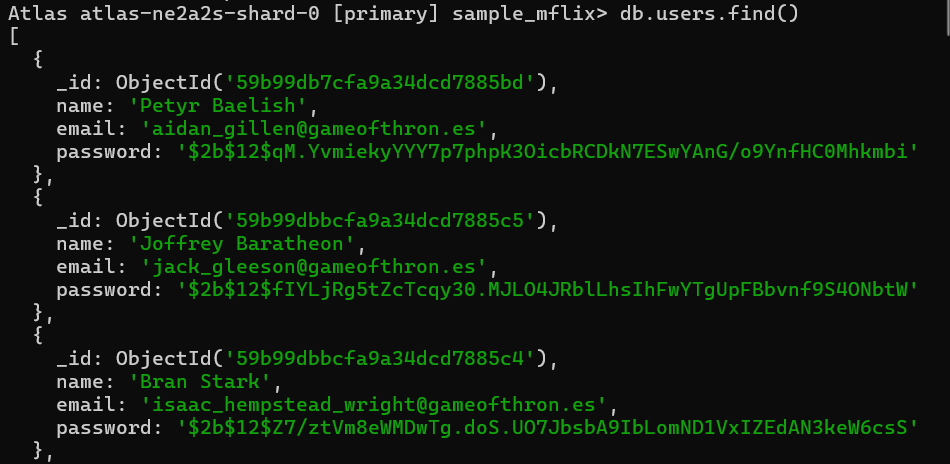 Atlas atlas-ne2a2s-shard-0 [primary] sample_mflix> db.users.find()
[
  {
    _id: ObjectId('59b99db7cfa9a34dcd7885bd'),
    name: 'Petyr Baelish',
    email: 'aidan_gillen@gameofthron.es',
    password: '$2b$12$qM.YvmiekyYYY7p7phpK3OicbRCDkN7ESwYAnG/o9YnfHC0Mhkmbi'
  },
  {
    _id: ObjectId('59b99dbbcfa9a34dcd7885c5'),
    name: 'Joffrey Baratheon',
    email: 'jack_gleeson@gameofthron.es',
    password: '$2b$12$fIYLjRg5tZcTcqy30.MJLO4JRblLhsIhFwYTgUpFBbvnf9S4ONbtW'
  },
  {
    _id: ObjectId('59b99dbbcfa9a34dcd7885c4'),
    name: 'Bran Stark',
    email: 'isaac_hempstead_wright@gameofthron.es',
    password: '$2b$12$Z7/ztVm8eWMDwTg.doS.UO7JbsbA9IbLomND1VxIZEdAN3keW6csS'
  },